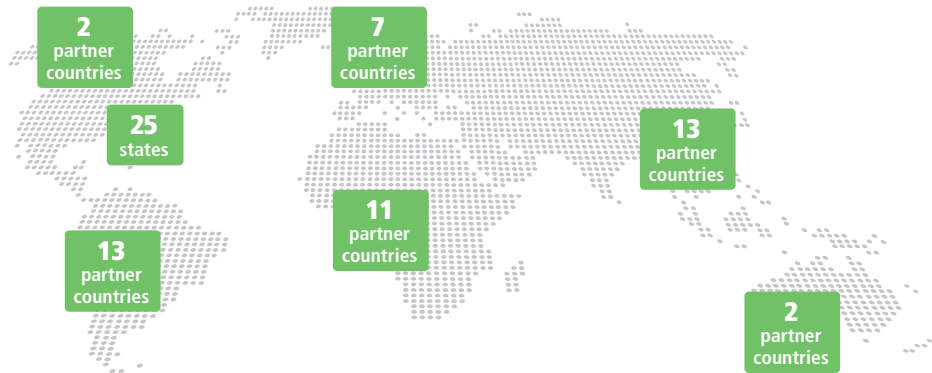 2
partner
countries
7
partner
countries
25
states
13
partner
countries
11
partner
countries
13
partner
countries
2
partner
countries